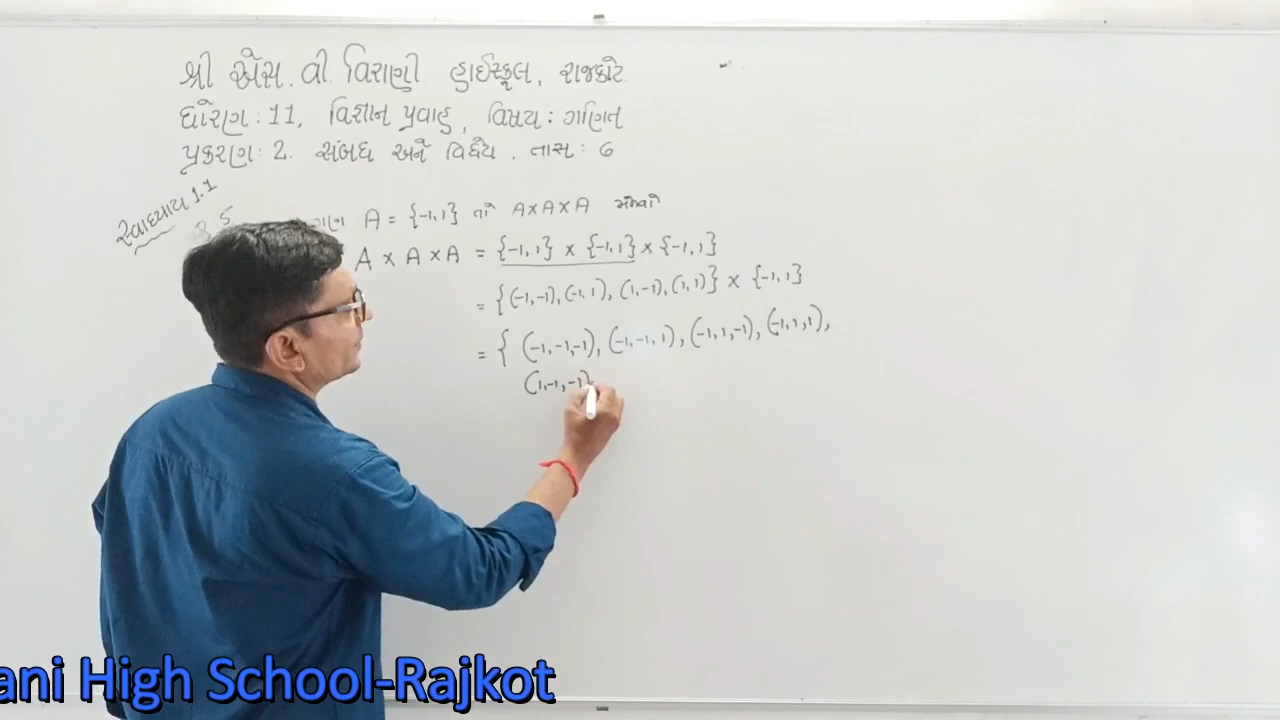 શ્રી એસ. વી. વિરાણી હાઈસ્કૂલ, રાજકોટ
ધોરણ : 11, વિજ્ઞાન પ્રવાહ, વિષય : ગણિત
પ્રકરણ : 2. સંબધ અને વિધેય. તાસ : ૬
સ્વાધ્યાય 1.1
A = {-1,1} તો A×A×A મેળવો
A × A × A = {-1,1} × {-1,1} × {-1,1}
= {(-1,-1),(-1,1),(1,-1),(1,1)} × {-1,1}
= { (-1,-1,-1), (-1,-1,1), (-1,1,-1), (-1,1,1),
(1,-1,-1)
ani High School-Rajkot